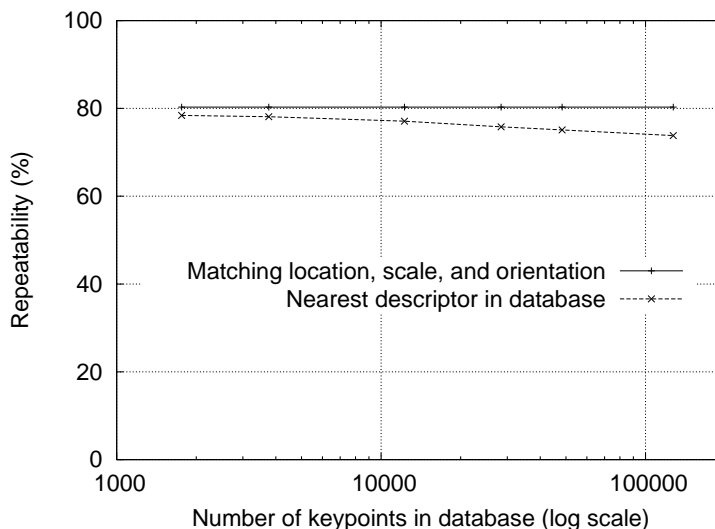 100
80
60
40
20
0
Repeatability (%)
Matching location, scale, and orientation
Nearest descriptor in database
1000 10000 100000
Number of keypoints in database (log scale)